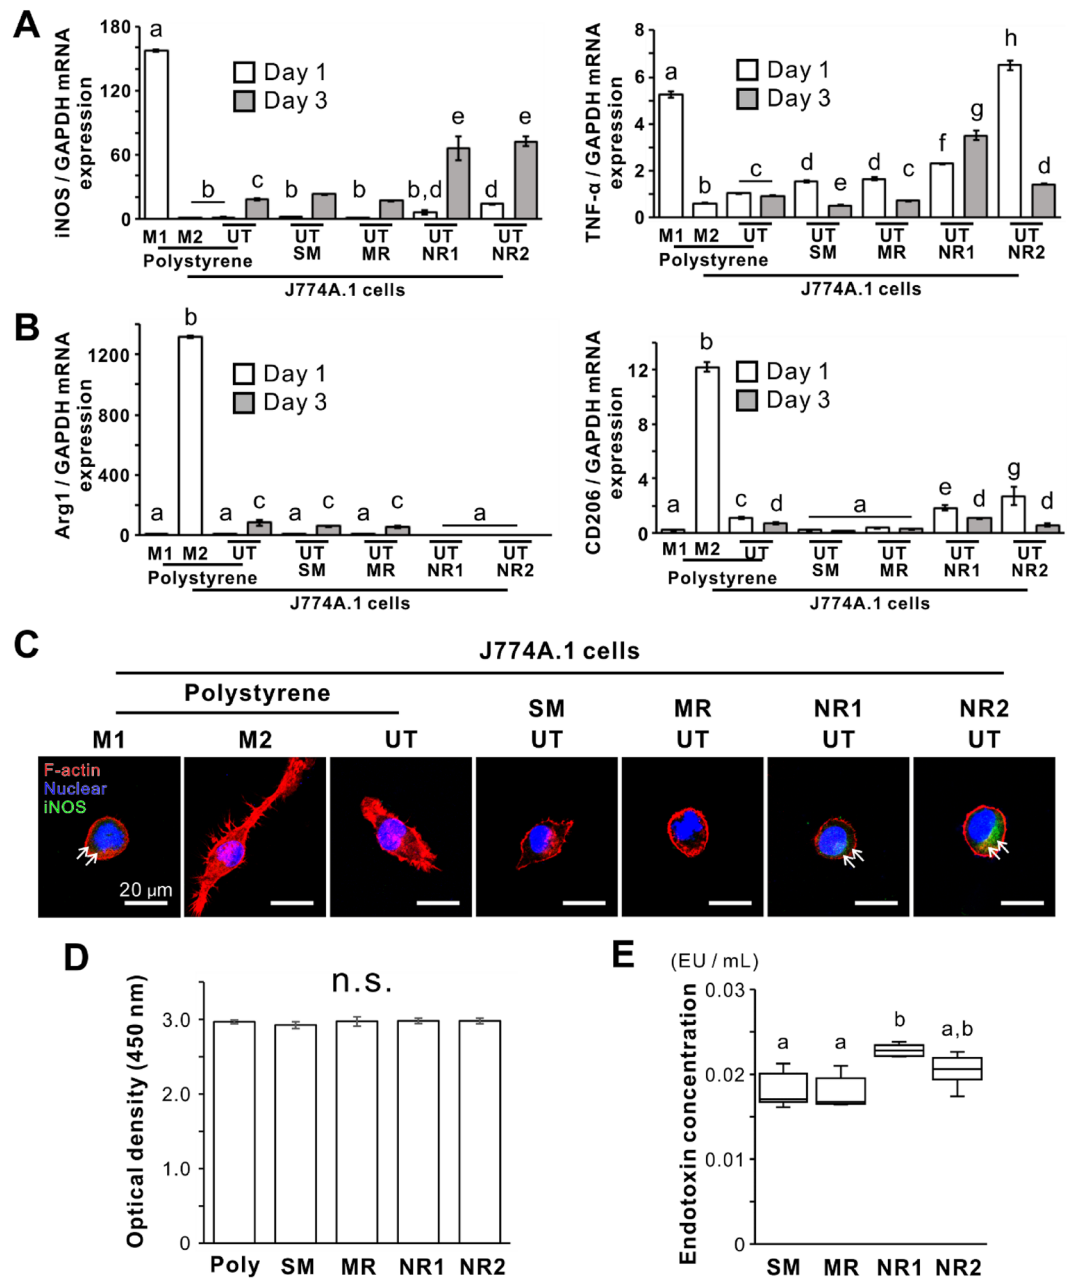 A
iNOS / GAPDH mRNA
expression
180
120
60
0
a
b
c
b
b
b,d
e
d
e
Day 1
Day 3
M1 M2 UT UT UT UT UT
SM MR NR1 NR2
Polystyrene
J774A.1 cells
TNF-α / GAPDH mRNA
expression
8
6
4
2
0
a
b
c
d
e
d
c
f
g
h
d
Day 1
Day 3
M1 M2 UT UT UT UT UT
SM MR NR1 NR2
Polystyrene
J774A.1 cells
B
Arg1 / GAPDH mRNA
expression
1200
800
400
0
a
b
a
c
a
c
a
c
a
Day 1
Day 3
M1 M2 UT UT UT UT UT
SM MR NR1 NR2
Polystyrene
J774A.1 cells
CD206 / GAPDH mRNA
expression
12
8
4
0
a
b
c
d
a
e
d
g
d
Day 1
Day 3
M1 M2 UT UT UT UT UT
SM MR NR1 NR2
Polystyrene
J774A.1 cells
C
J774A.1 cells
Polystyrene
SM MR NR1 NR2
M1 M2 UT UT UT UT UT
F-actin
Nuclear
iNOS
20 µm
D
Optical density (450 nm)
n.s.
3.0
2.0
1.0
0
Poly SM MR NR1 NR2
E
(EU / mL)
Endotoxin concentration
0.03
0.02
0.01
0
a
a
b
a,b
SM MR NR1 NR2